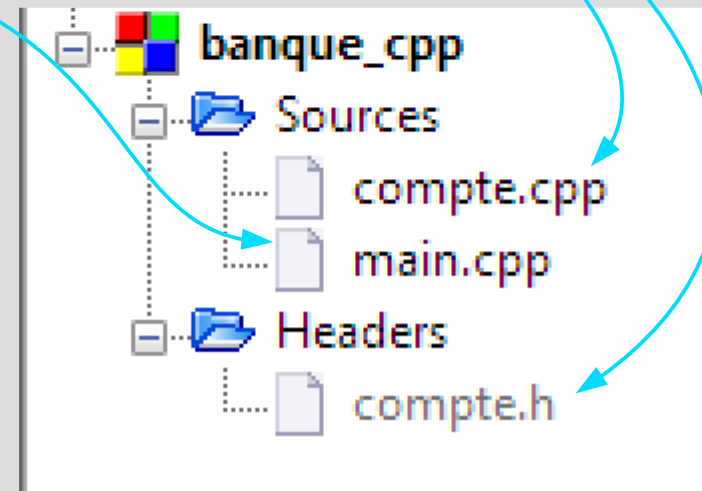 banque_cpp
Sources
compte.cpp
main.cpp
Headers
compte.h